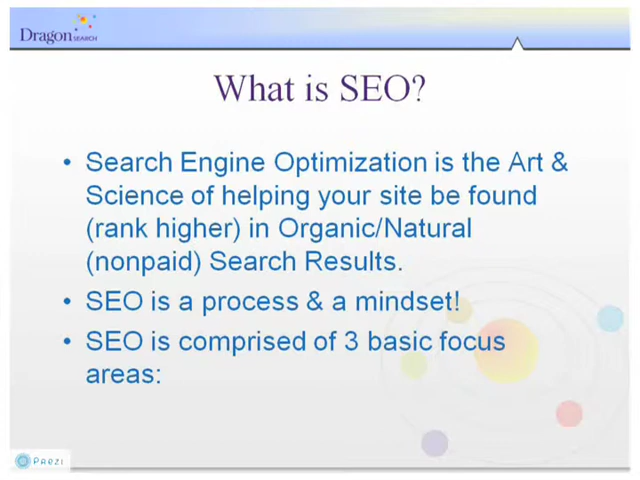 Dragon SEARCH
What is SEO?
• Search Engine Optimization is the Art &
Science of helping your site be found
(rank higher) in Organic/Natural
(nonpaid) Search Results.
• SEO is a process & a mindset!
• SEO is comprised of 3 basic focus
areas:
PREZI